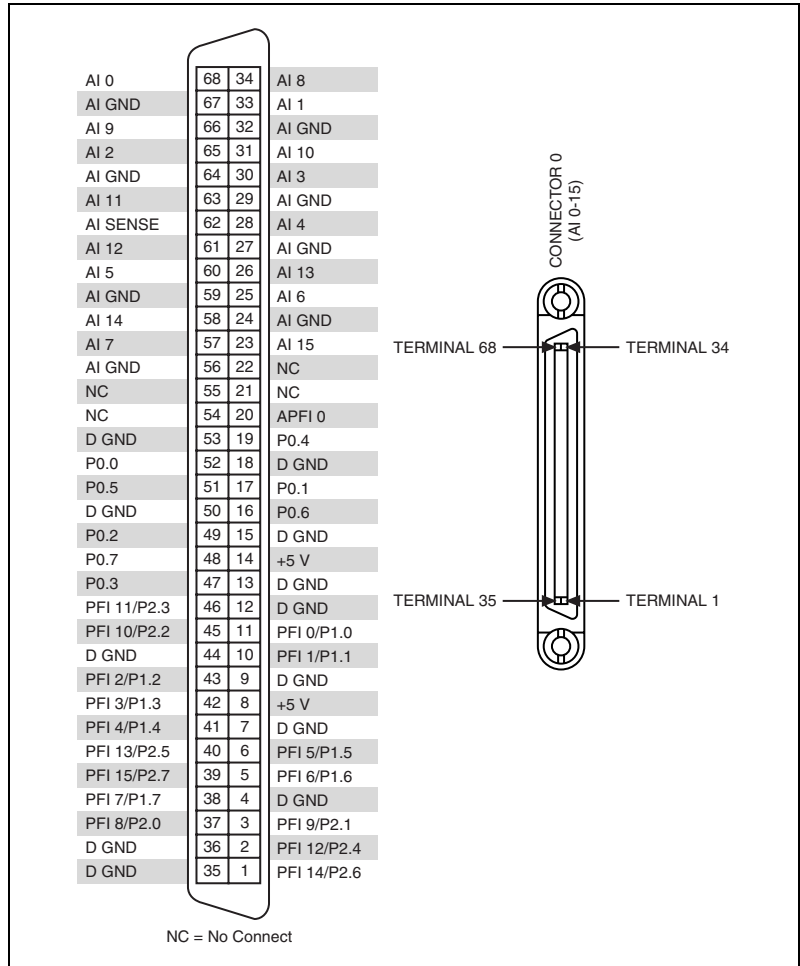 AI 0 68 34 AI 8
AI GND 67 33 AI 1
AI 9 66 32 AI GND
AI 2 65 31 AI 10
AI GND 64 30 AI 3
AI 11 63 29 AI GND
AI SENSE 62 28 AI 4
AI 12 61 27 AI GND
AI 5 60 26 AI 13
AI GND 59 25 AI 6
AI 14 58 24 AI GND
AI 7 57 23 AI 15
AI GND 56 22 NC
NC 55 21 NC
NC 54 20 APFI 0
D GND 53 19 P0.4
P0.0 52 18 D GND
P0.5 51 17 P0.1
D GND 50 16 P0.6
P0.2 49 15 D GND
P0.7 48 14 +5 V
P0.3 47 13 D GND
PFI 11/P2.3 46 12 D GND
PFI 10/P2.2 45 11 PFI 0/P1.0
D GND 44 10 PFI 1/P1.1
PFI 2/P1.2 43 9 D GND
PFI 3/P1.3 42 8 +5 V
PFI 4/P1.4 41 7 D GND
PFI 13/P2.5 40 6 PFI 5/P1.5
PFI 15/P2.7 39 5 PFI 6/P1.6
PFI 7/P1.7 38 4 D GND
PFI 8/P2.0 37 3 PFI 9/P2.1
D GND 36 2 PFI 12/P2.4
D GND 35 1 PFI 14/P2.6
NC = No Connect
CONNECTOR 0
(AI 0-15)
TERMINAL 68
TERMINAL 34
TERMINAL 35
TERMINAL 1